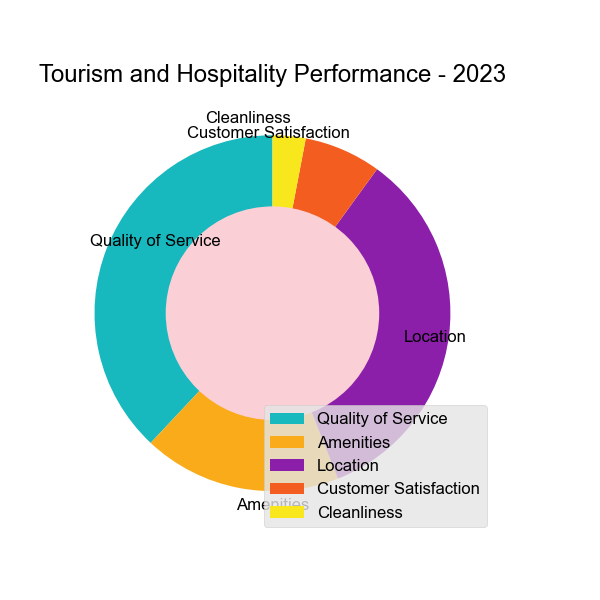 Tourism and Hospitality Performance - 2023
Cleanliness
Customer Satisfaction
Quality of Service
Location
Quality of Service
Amenities
Location
Customer Satisfaction
Amenities
Cleanliness